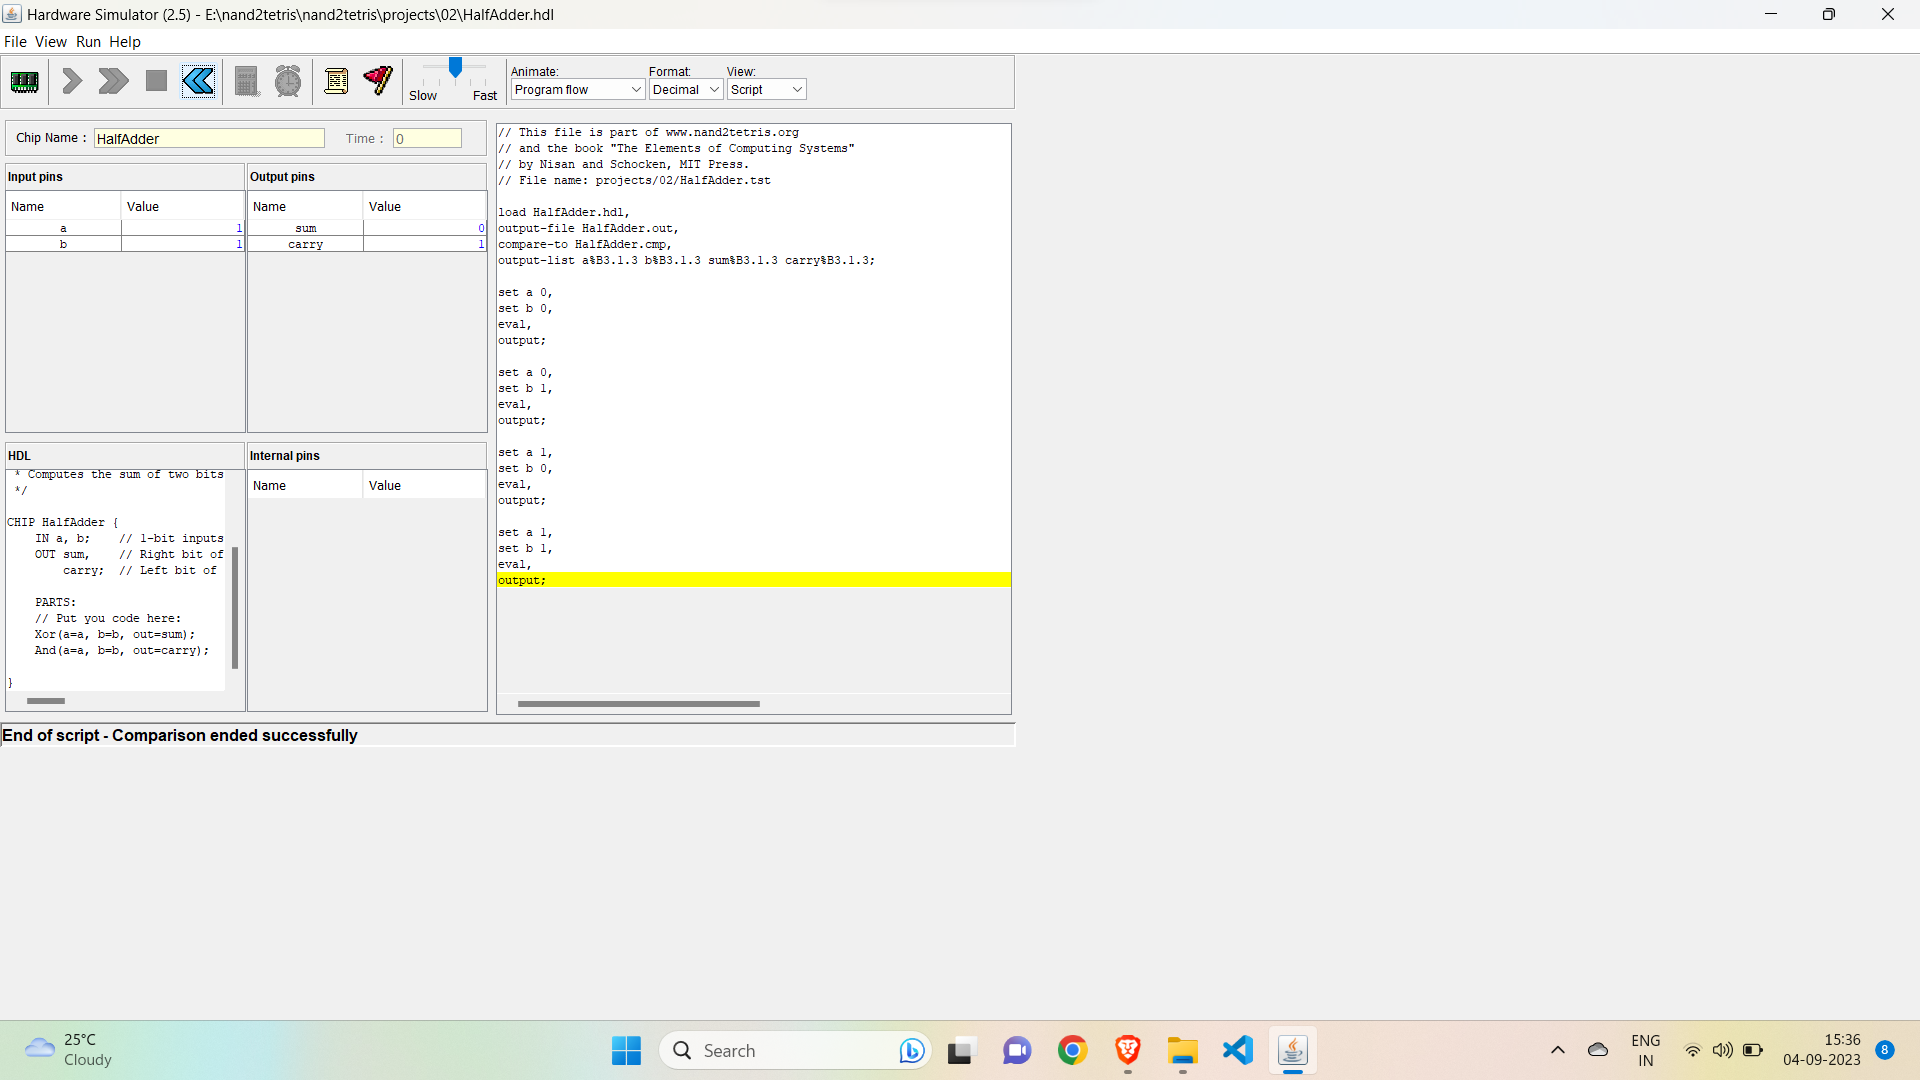 Hardware Simulator (2.5) - E:\nand2tetris\nand2tetris\projects\02\HalfAdder.hdl
File View Run Help
Slow Fast
Animate:
Program flow
Format:
Decimal
View:
Script
Chip Name : HalfAdder
Time : 0
Input pins
Name Value
a 1
b 1
Output pins
Name Value
sum 0
carry 1
HDL
* Computes the sum of two bits
*/
CHIP HalfAdder {
IN a, b; // 1-bit inputs
OUT sum, // Right bit of
carry; // Left bit of
PARTS:
// Put you code here:
Xor(a=a, b=b, out=sum);
And(a=a, b=b, out=carry);
}
Internal pins
Name Value
// This file is part of www.nand2tetris.org
// and the book "The Elements of Computing Systems"
// by Nisan and Schocken, MIT Press.
// File name: projects/02/HalfAdder.tst
load HalfAdder.hdl,
output-file HalfAdder.out,
compare-to HalfAdder.cmp,
output-list a%B3.1.3 b%B3.1.3 sum%B3.1.3 carry%B3.1.3;
set a 0,
set b 0,
eval,
output;
set a 0,
set b 1,
eval,
output;
set a 1,
set b 0,
eval,
output;
set a 1,
set b 1,
eval,
output;
End of script - Comparison ended successfully
25°C
Cloudy
Search
ENG
IN
15:36
04-09-2023
8